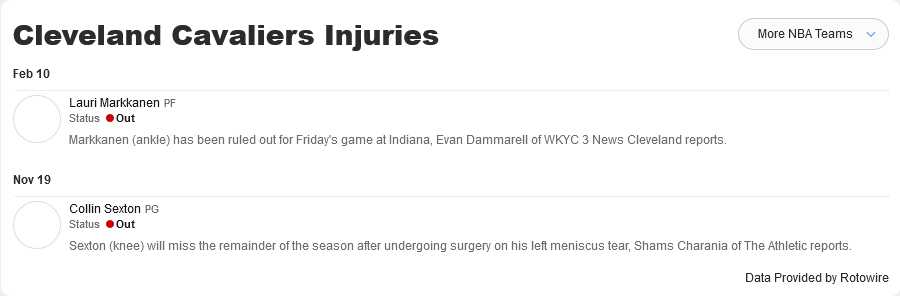 Cleveland Cavaliers Injuries
More NBA Teams
Feb 10
Lauri Markkanen PF
Status Out
Markkanen (ankle) has been ruled out for Friday's game at Indiana, Evan Dammarell of WKYC 3 News Cleveland reports.
Nov 19
Collin Sexton PG
Status Out
Sexton (knee) will miss the remainder of the season after undergoing surgery on his left meniscus tear, Shams Charania of The Athletic reports.
Data Provided by Rotowire